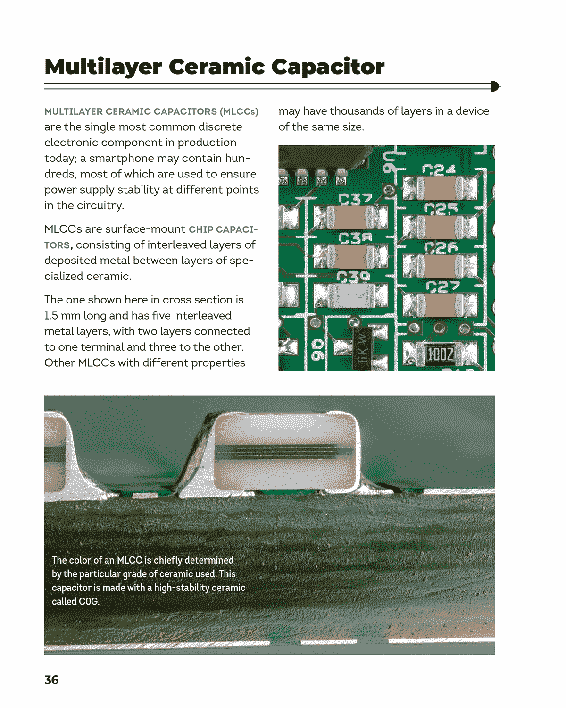 Multilayer Ceramic Capacitor
MULTILAYER CERAMIC CAPACITORS (MLCCs)
are the single most common discrete
electronic component in production
today; a smartphone may contain hun-
dreds, most of which are used to ensure
power supply stability at different points
in the circuitry.
MLCCs are surface-mount CHIP CAPACI-
TORS, consisting of interleaved layers of
deposited metal between layers of spe-
cialized ceramic.
The one shown here in cross section is
1.5 mm long and has five interleaved
metal layers, with two layers connected
to one terminal and three to the other.
Other MLCCs with different properties
may have thousands of layers in a device
of the same size.
C24
C37
C25
C38
C26
C39
C27
1002
The color of an MLCC is chiefly determined
by the particular grade of ceramic used. This
capacitor is made with a high-stability ceramic
called C0G.
36